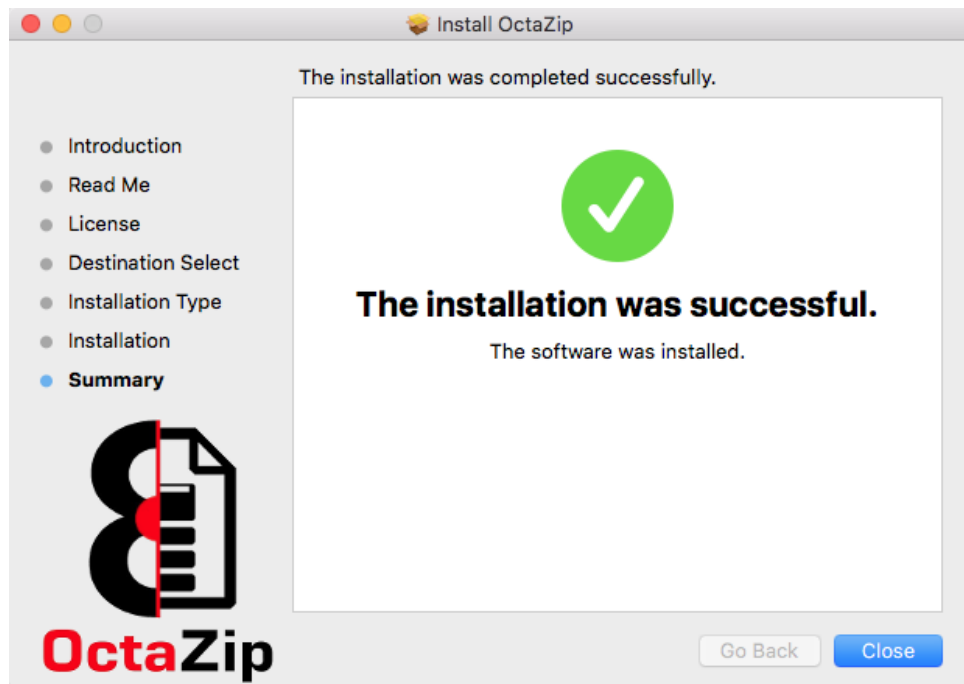 Install OctaZip
The installation was completed successfully.
Introduction
Read Me
License
Destination Select
Installation Type
Installation
Summary
OctaZip
The installation was successful.
The software was installed.
Go Back
Close